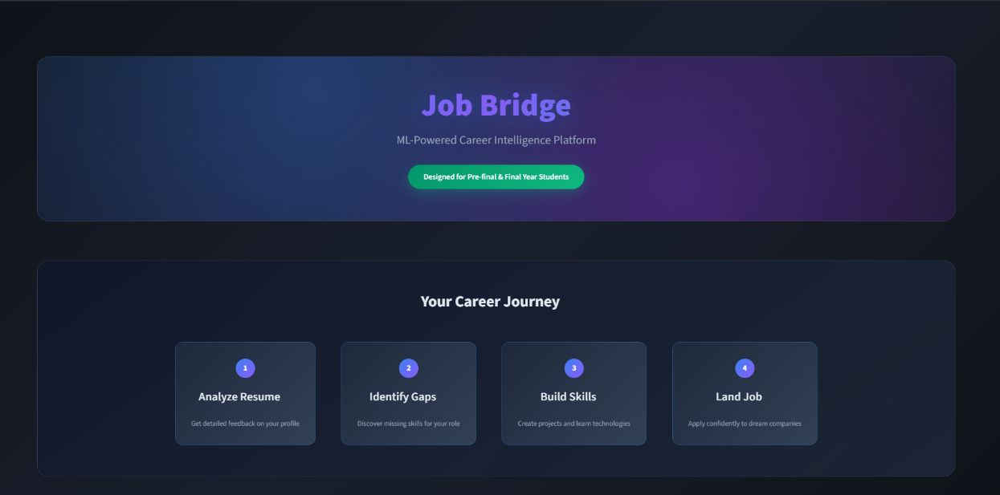 Job Bridge
ML-Powered Career Intelligence Platform
Designed for Pre-final & Final Year Students
Your Career Journey
1
Analyze Resume
Get detailed feedback on your profile
2
Identify Gaps
Discover missing skills for your role
3
Build Skills
Create projects and learn technologies
4
Land Job
Apply confidently to dream companies